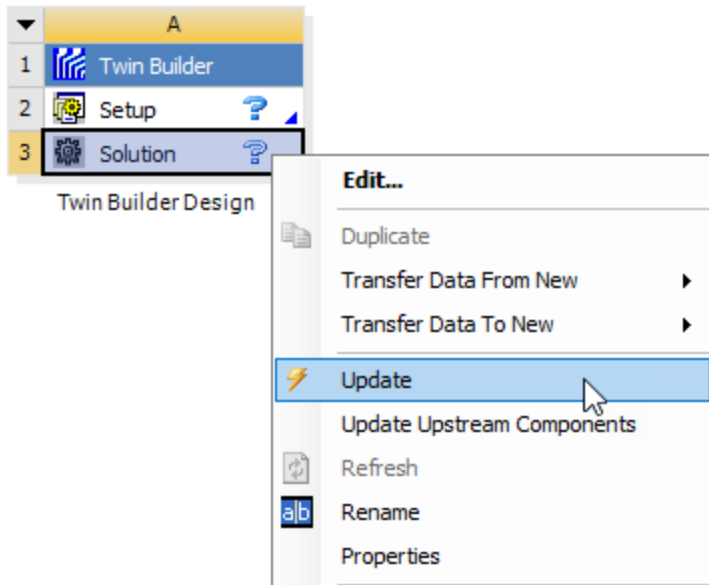 A
1 Twin Builder
2 Setup ?
3 Solution ?
Twin Builder Design
Edit...
Duplicate
Transfer Data From New
Transfer Data To New
Update
Update Upstream Components
Refresh
a|b Rename
Properties